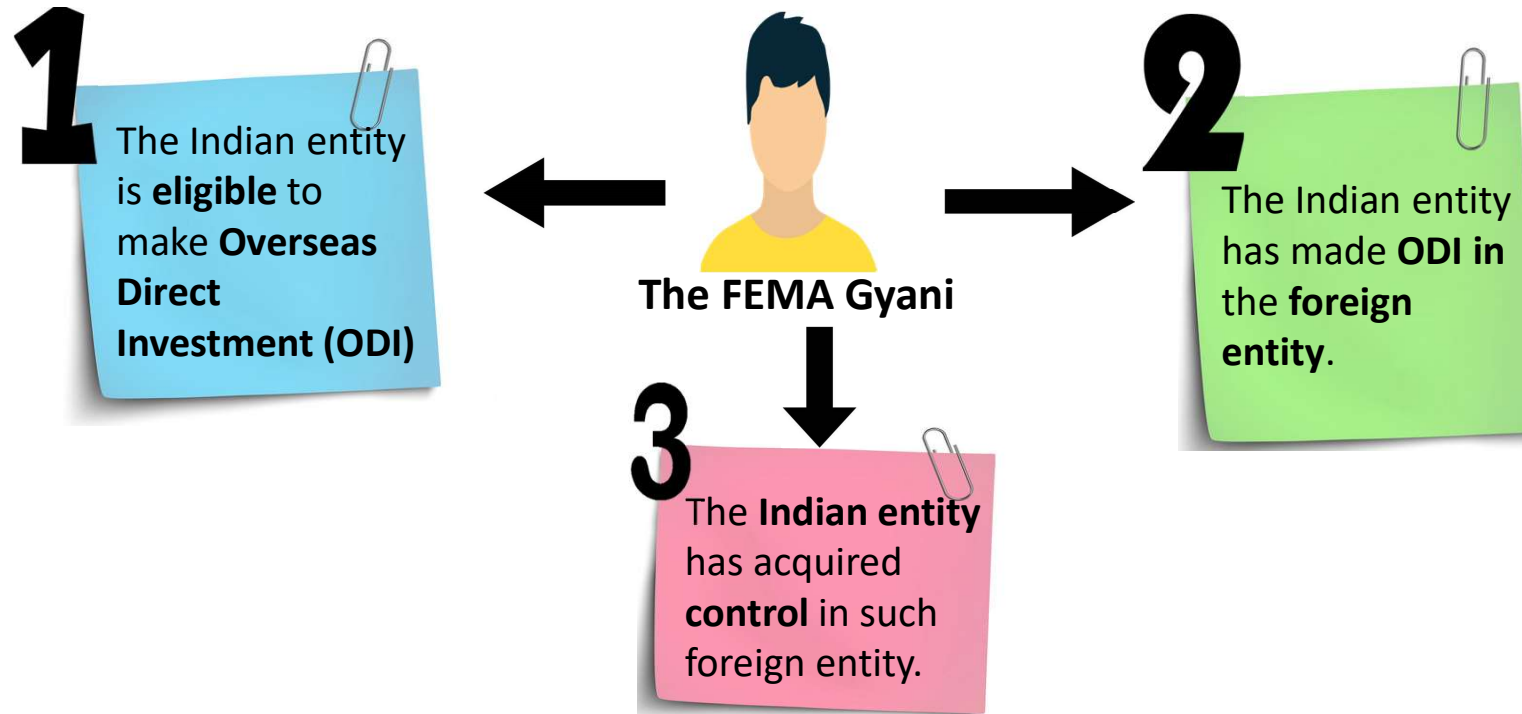 1
The Indian entity
is eligible to
make Overseas
Direct
Investment (ODI)
The FEMA Gyani
2
The Indian entity
has made ODI in
the foreign
entity.
3
The Indian entity
has acquired
control in such
foreign entity.